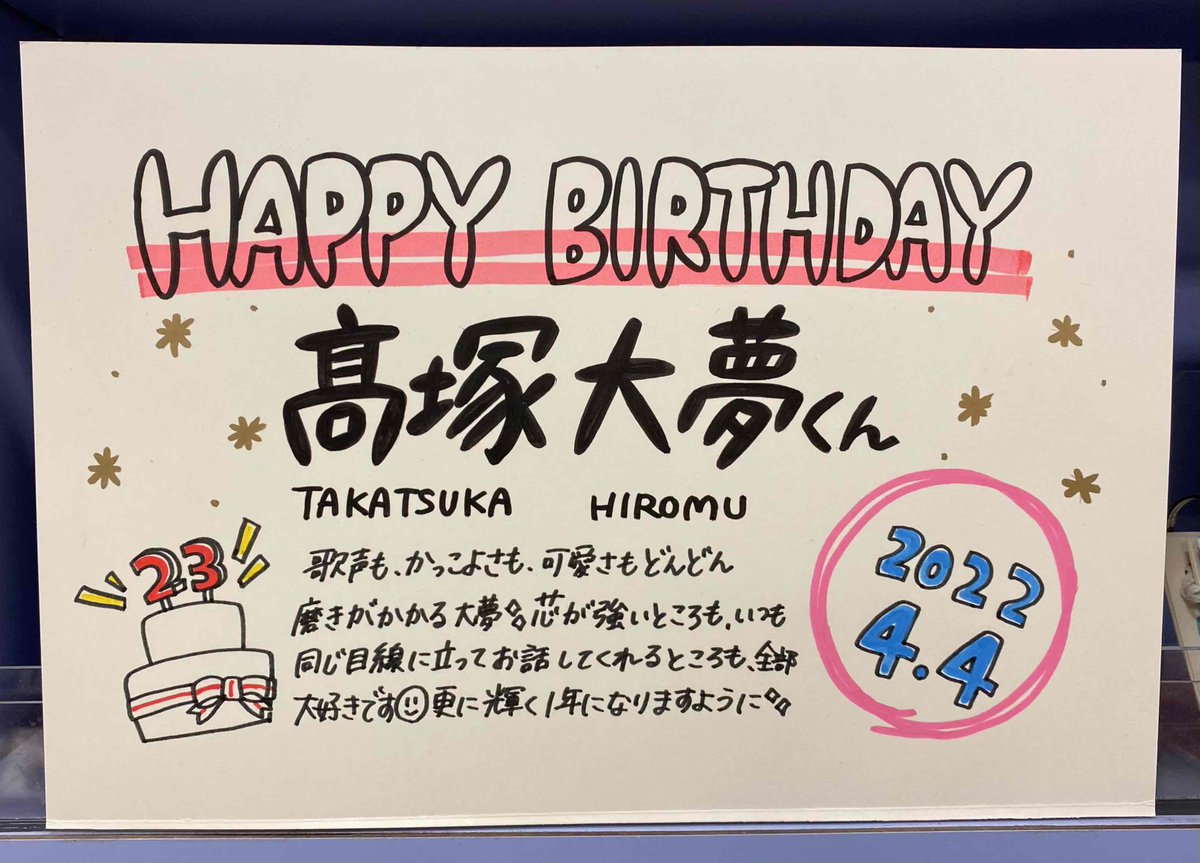 HAPPY BIRTHDAY
髙塚 大夢くん
TAKATSUKA HIROMU
23
歌声も、かっこよさも、可愛さもどんどん
磨きがかかる大夢 芯が強いところも、いつも
同じ目線に立ってお話してくれるところも、全部
大好きです 更に輝く1年になりますように
2022
4.4